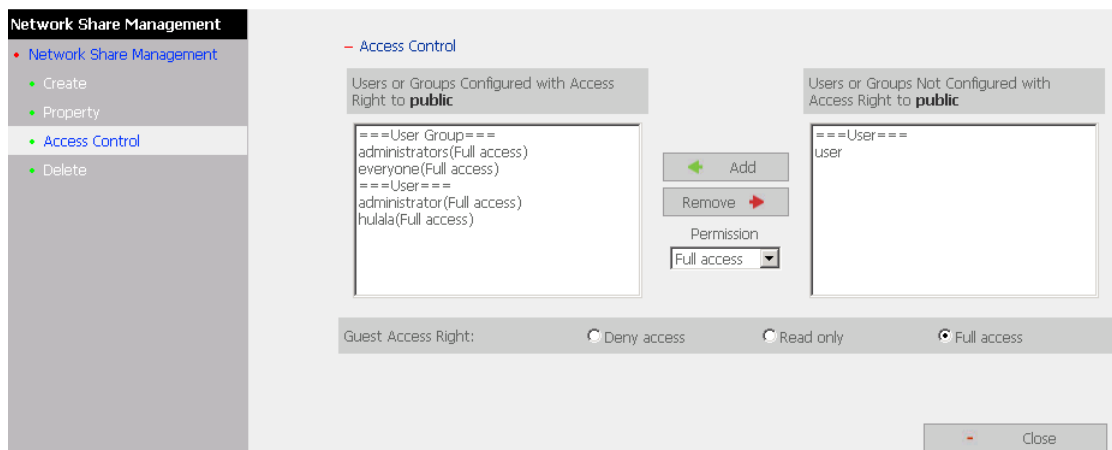 Network Share Management
Network Share Management
Create
Property
Access Control
Delete
– Access Control
Users or Groups Configured with Access
Right to public
===User Group===
administrators(Full access)
everyone(Full access)
===User===
administrator(Full access)
hulala(Full access)
Add
Remove
Permission
Full access
Users or Groups Not Configured with
Access Right to public
===User===
user
Guest Access Right: Deny access Read only Full access
- Close